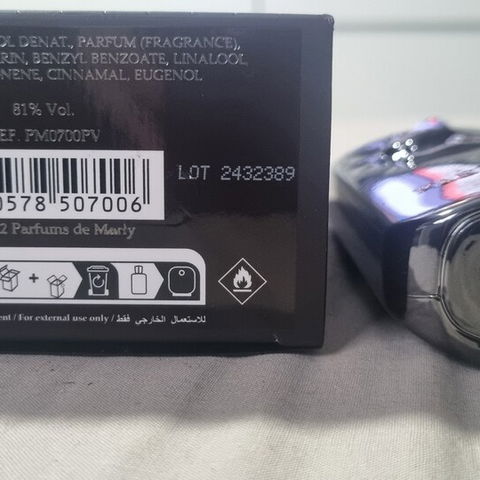 OL DENAT., PARFUM (FRAGRANCE),
RIN, BENZYL BENZOATE, LINALOOL,
ONENE, CINNAMAL, EUGENOL
81% Vol.
EF. PM0700PV
LOT 2432389
0578 507006
2 Parfums de Marly
ent / For external use only / للاستعمال الخارجي فقط